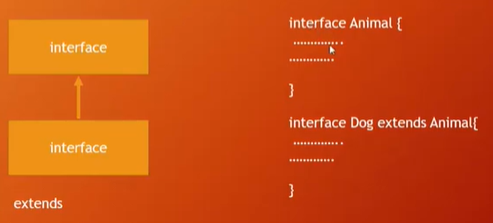 interface
interface
extends
interface Animal {
..............
.............
}
interface Dog extends Animal{
..............
.............
}